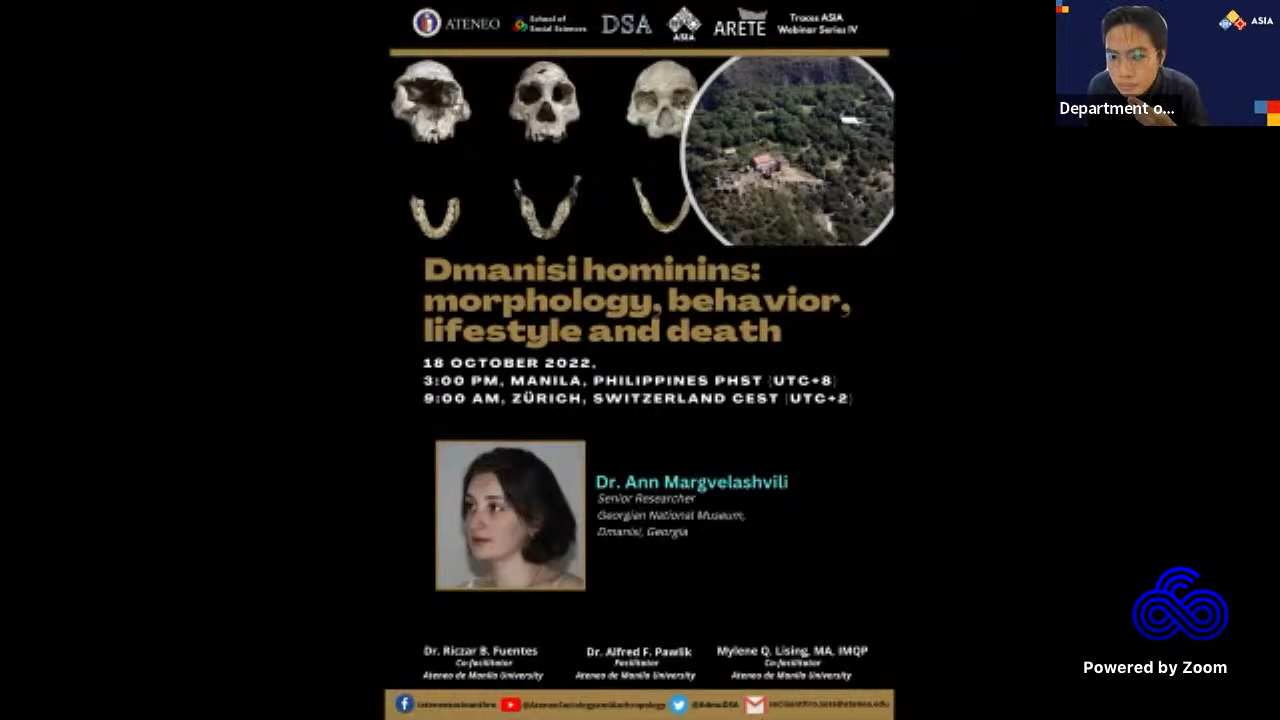 ATENEO
School of
Social Sciences
DSA
ASIA
ARETE
Traces ASIA
Webinar Series IV
ASIA
Department o...
Dmanisi hominins:
morphology, behavior,
lifestyle and death
18 OCTOBER 2022,
3:00 PM, MANILA, PHILIPPINES PHST (UTC+8)
9:00 AM, ZÜRICH, SWITZERLAND CEST (UTC+2)
Dr. Ann Margvelashvili
Senior Researcher
Georgian National Museum,
Dmanisi, Georgia
Dr. Riczar B. Fuentes
Co-facilitator
Ateneo de Manila University
Dr. Alfred F. Pawlik
Facilitator
Ateneo de Manila University
Mylene Q. Lising, MA, IMQP
Co-facilitator
Ateneo de Manila University
Powered by Zoom